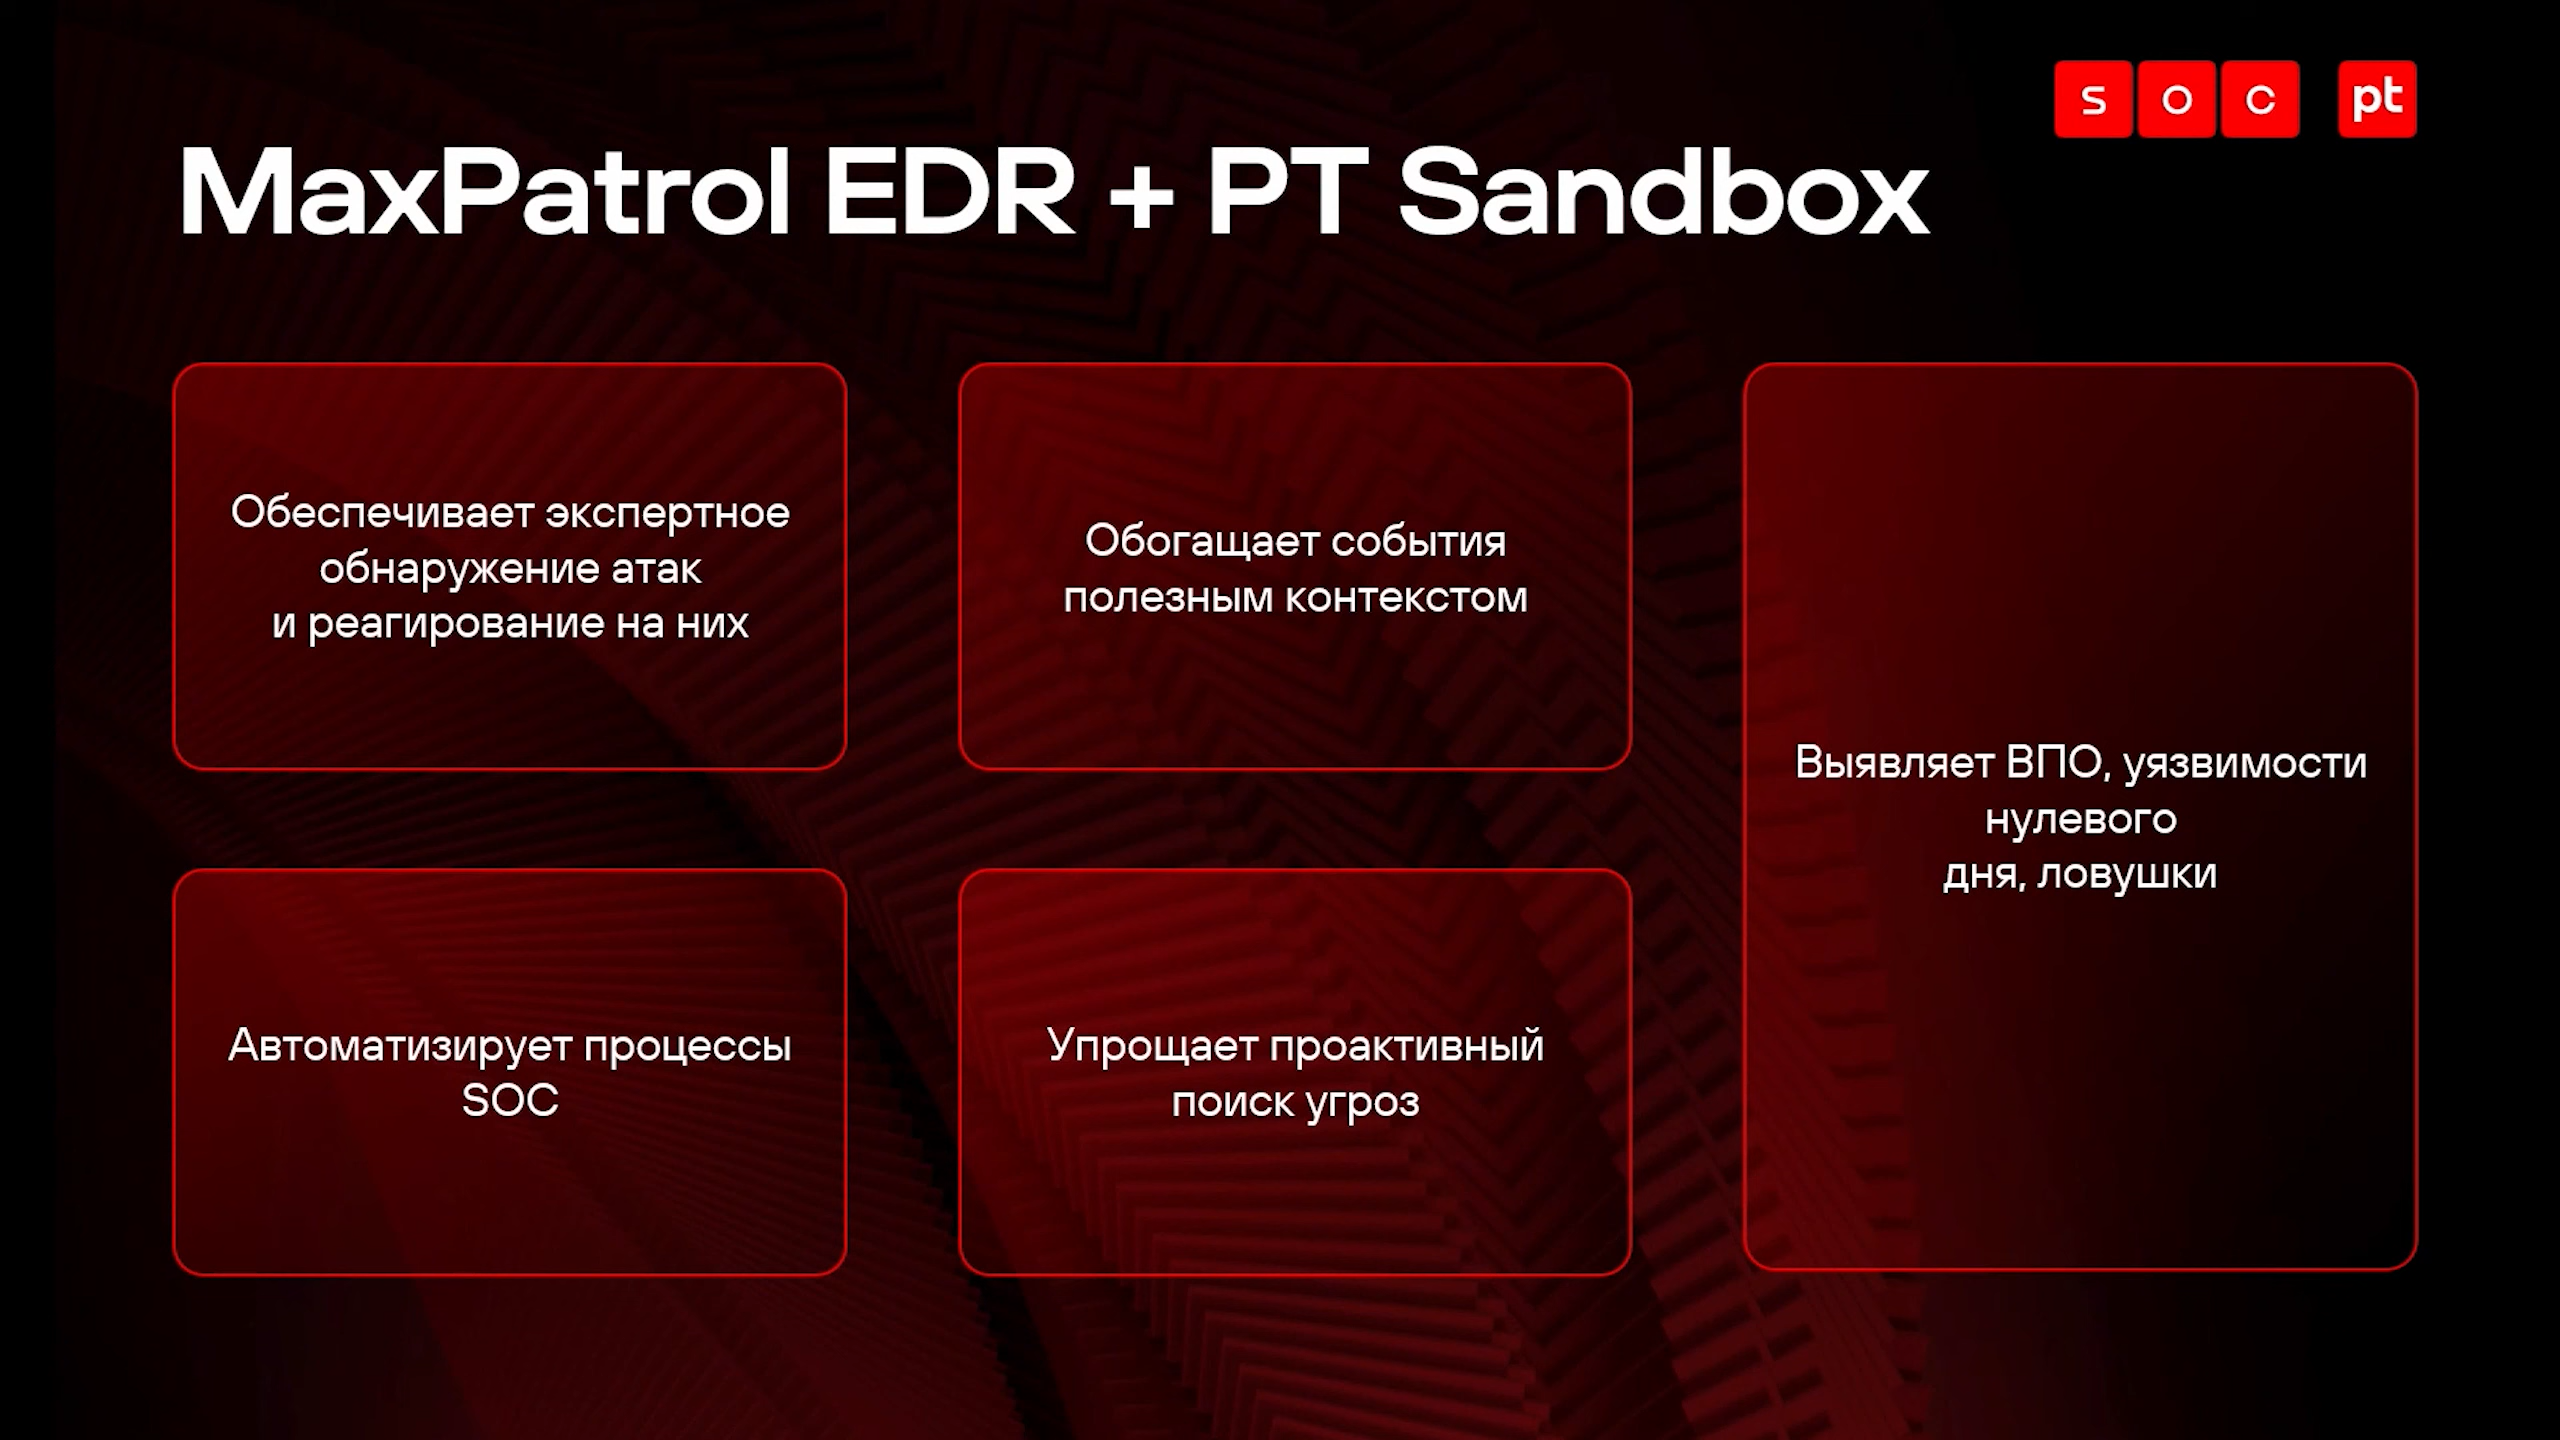 SOC pt
MaxPatrol EDR + PT Sandbox
Обеспечивает экспертное
обнаружение атак
и реагирование на них
Обогащает события
полезным контекстом
Выявляет ВПО, уязвимости
нулевого
дня, ловушки
Автоматизирует процессы
SOC
Упрощает проактивный
поиск угроз